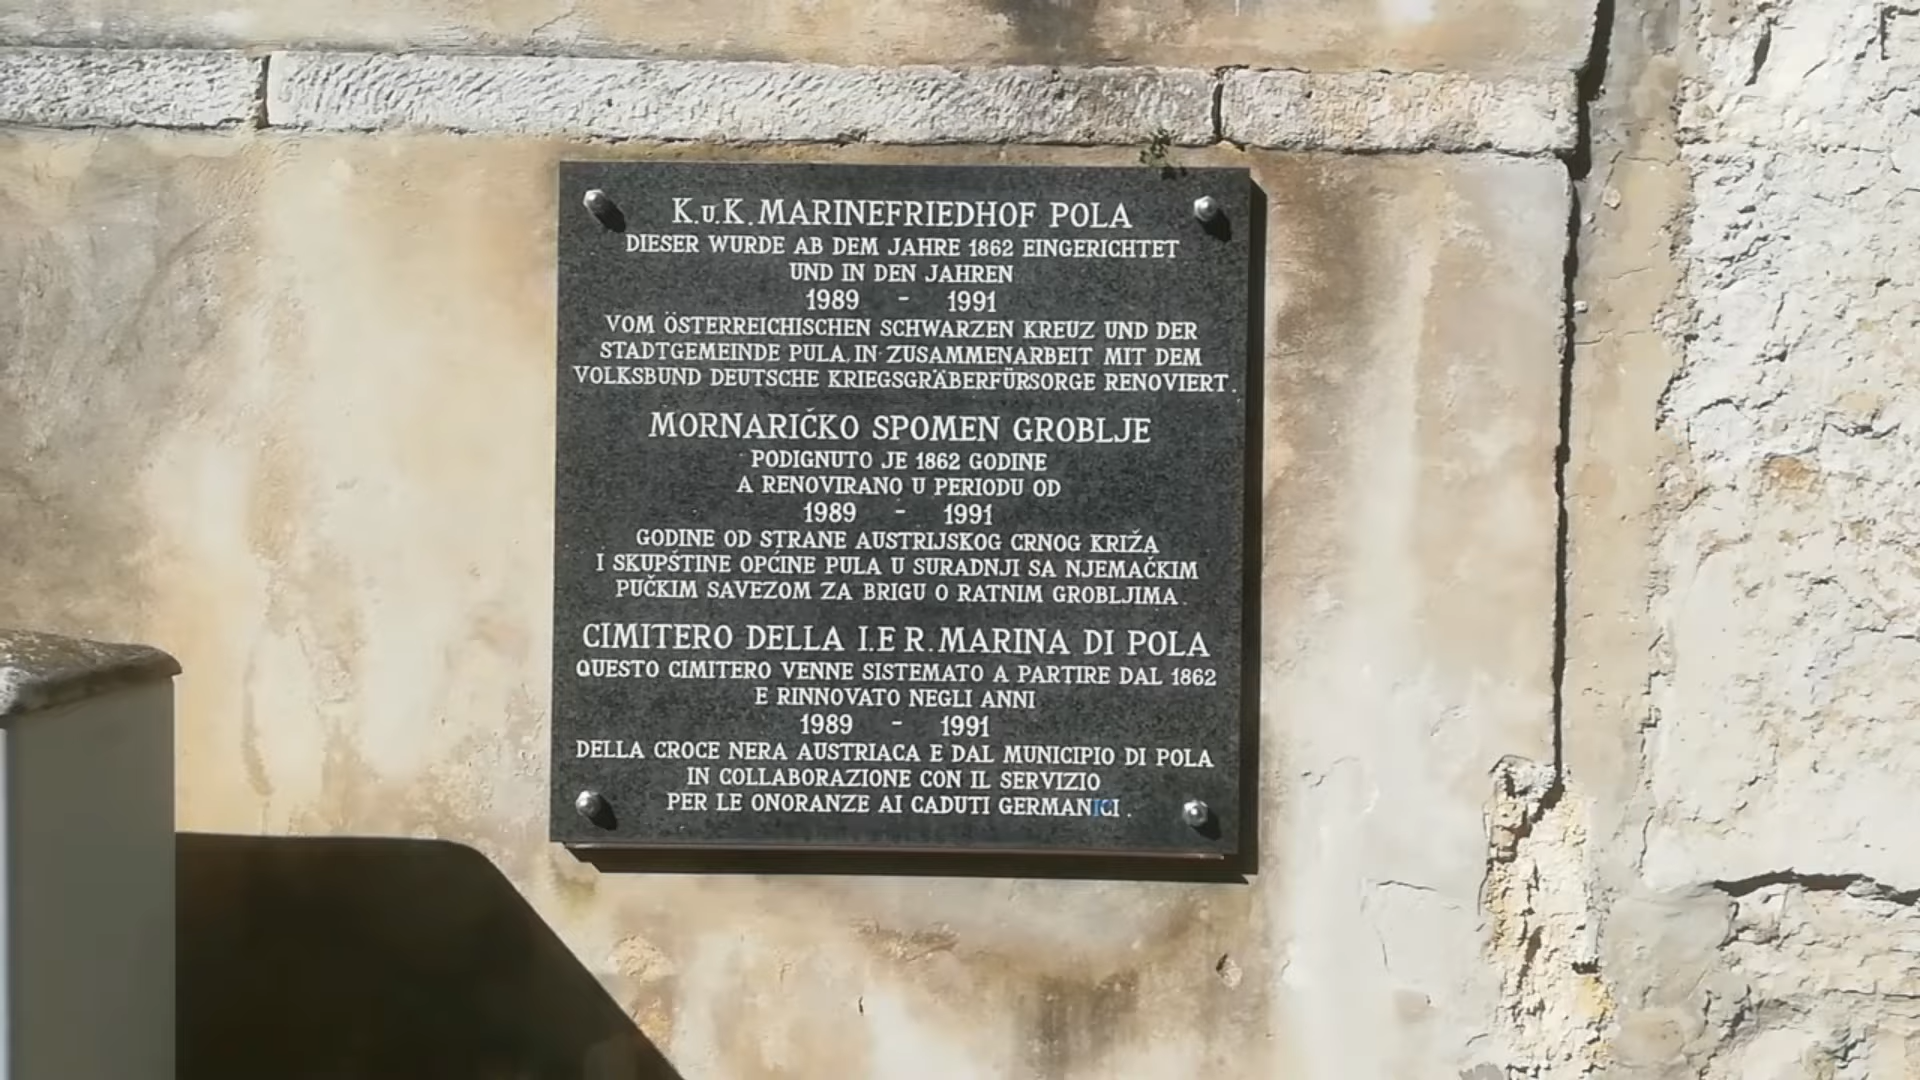 K.u.K. MARINEFRIEDHOF POLA
DIESER WURDE AB DEM JAHRE 1862 EINGERICHTET
UND IN DEN JAHREN
1989 - 1991
VOM ÖSTERREICHISCHEN SCHWARZEN KREUZ UND DER
STADTGEMEINDE PULA IN ZUSAMMENARBEIT MIT DEM
VOLKSBUND DEUTSCHE KRIEGSGRÄBERFÜRSORGE RENOVIERT.
MORNARIČKO SPOMEN GROBLJE
PODIGNUTO JE 1862 GODINE
A RENOVIRANO U PERIODU OD
1989 - 1991
GODINE OD STRANE AUSTRIJSKOG CRNOG KRIŽA
I SKUPŠTINE OPĆINE PULA U SURADNJI SA NJEMAČKIM
PUČKIM SAVEZOM ZA BRIGU O RATNIM GROBLJIMA.
CIMITERO DELLA I.E R. MARINA DI POLA
QUESTO CIMITERO VENNE SISTEMATO A PARTIRE DAL 1862
E RINNOVATO NEGLI ANNI
1989 - 1991
DELLA CROCE NERA AUSTRIACA E DAL MUNICIPIO DI POLA
IN COLLABORAZIONE CON IL SERVIZIO
PER LE ONORANZE AI CADUTI GERMANICI.